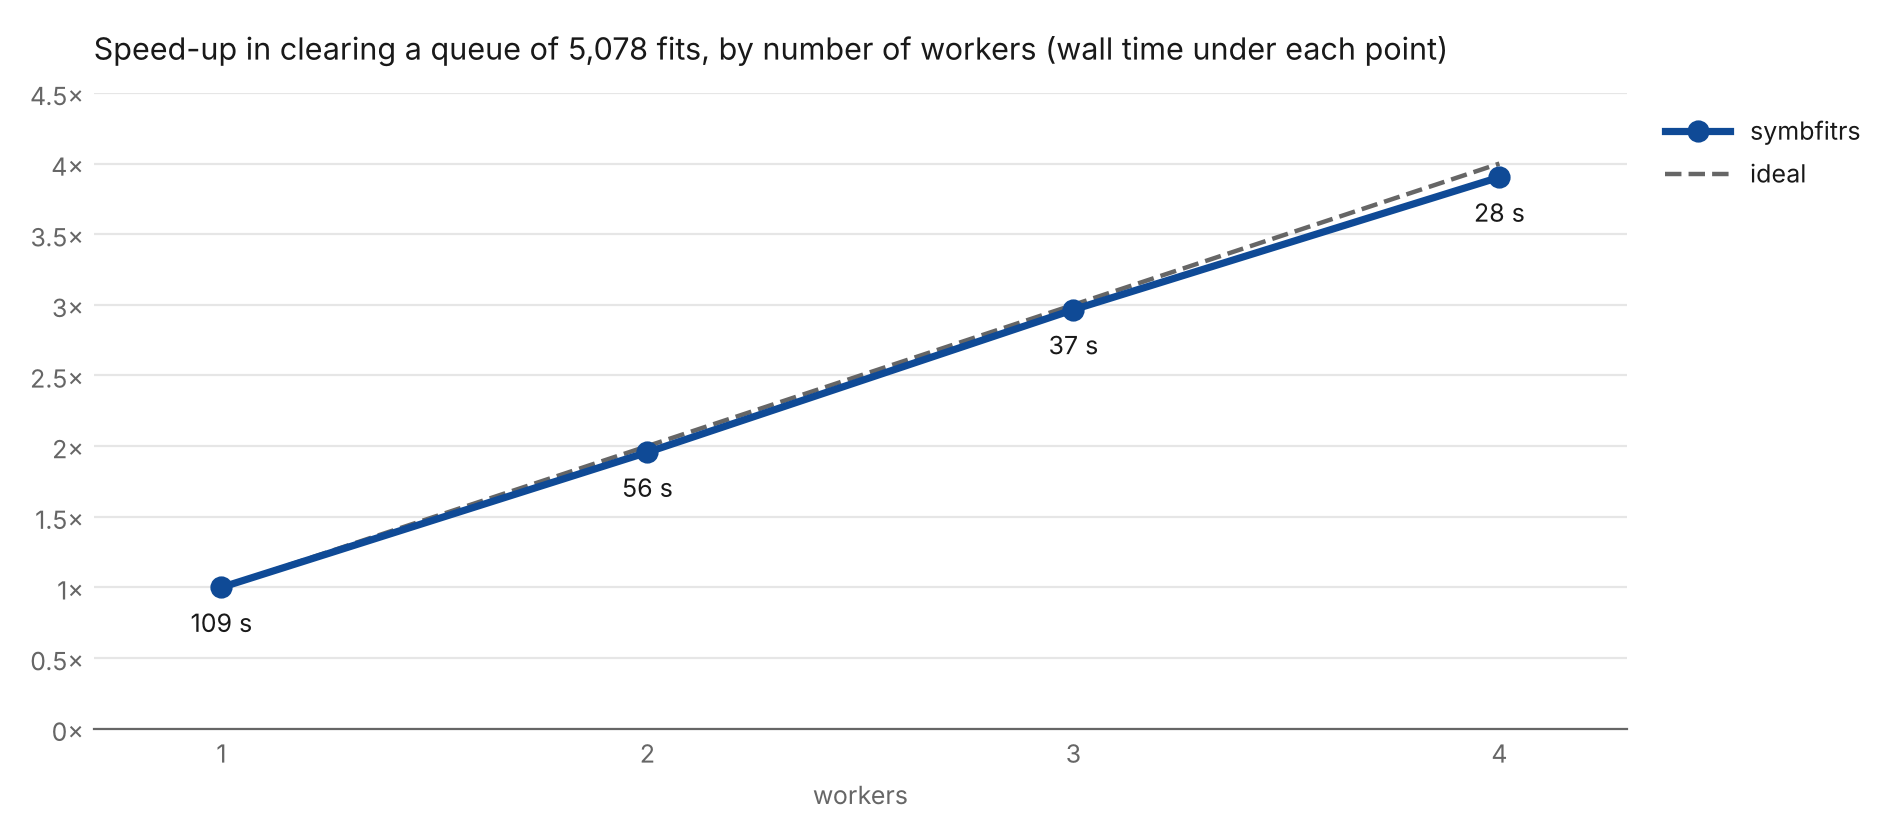 Speed-up in clearing a queue of 5,078 fits, by number of workers (wall time under each point)
4.5×
4×
3.5×
3×
2.5×
2×
1.5×
1×
0.5×
0×
109 s
56 s
37 s
28 s
1
2
3
4
workers
symbfitrs
ideal